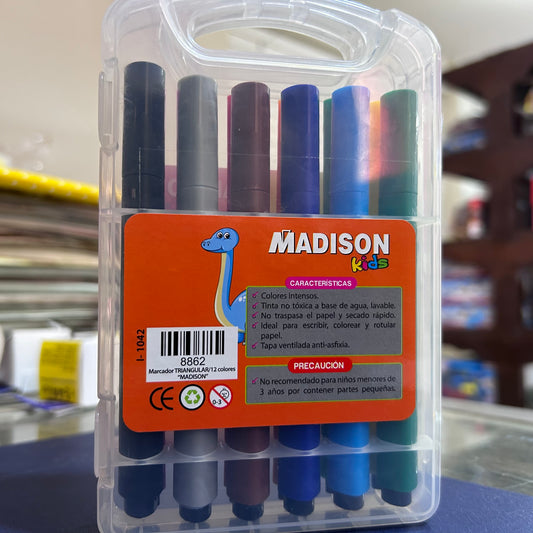 MADISON
Kids
CARACTERÍSTICAS
Colores intensos.
Tinta no tóxica a base de agua, lavable.
No traspasa el papel y secado rápido.
Ideal para escribir, colorear y rotular
papel.
Tapa ventilada anti-asfixia.
PRECAUCIÓN
No recomendado para niños menores de
3 años por contener partes pequeñas.
I-1042
8862
Marcador TRIANGULAR/12 colores
"MADISON"
CE
0-3